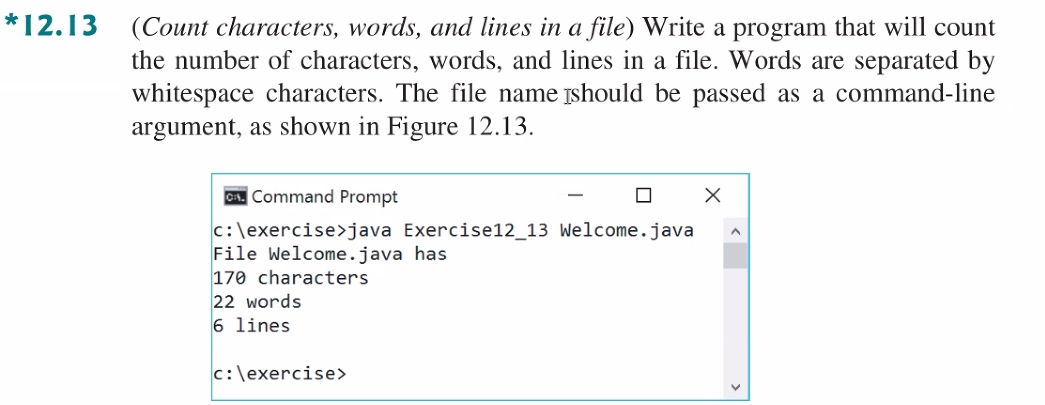 *12.13 (Count characters, words, and lines in a file) Write a program that will count
the number of characters, words, and lines in a file. Words are separated by
whitespace characters. The file name should be passed as a command-line
argument, as shown in Figure 12.13.
Command Prompt
c:\exercise>java Exercise12_13 Welcome.java
File Welcome.java has
170 characters
22 words
6 lines
c:\exercise>